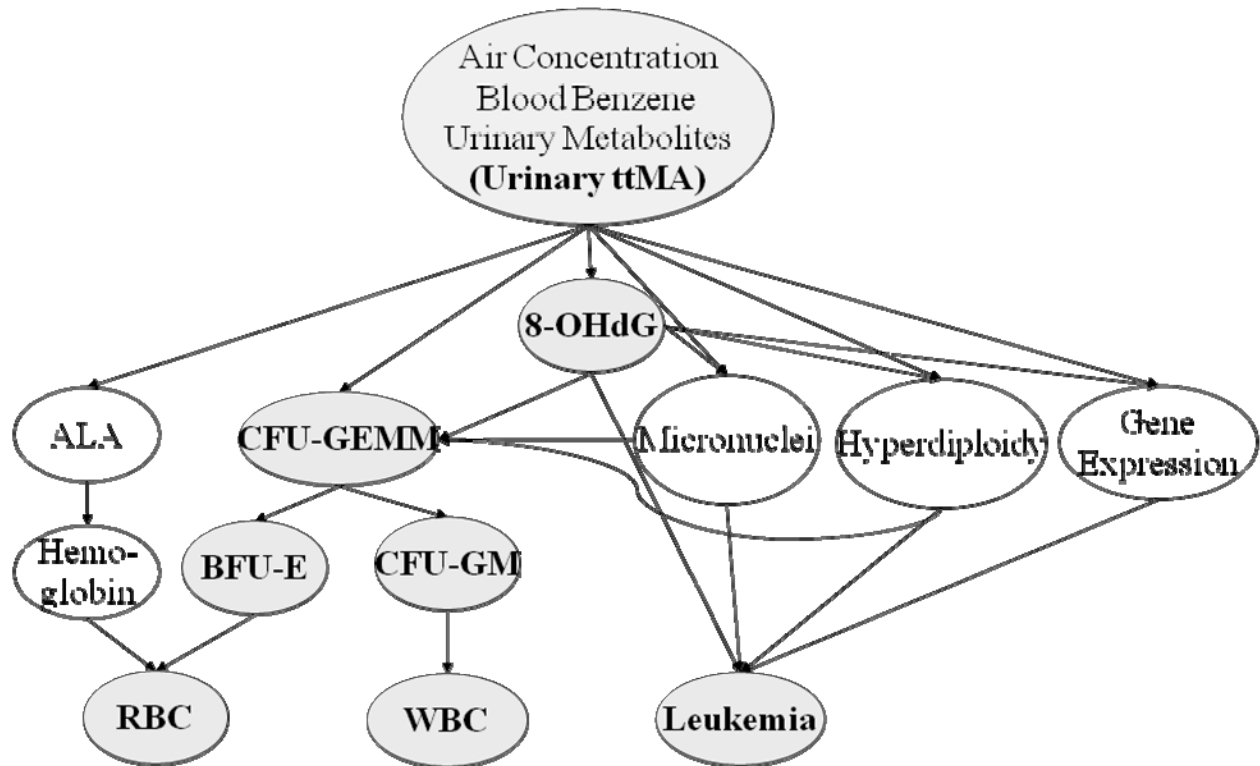 Air Concentration
Blood Benzene
Urinary Metabolites
(Urinary ttMA)
8-OHdG
ALA
CFU-GEMM
Micronuclei
Hyperdiploidy
Gene
Expression
Hemo-
globin
BFU-E
CFU-GM
RBC
WBC
Leukemia